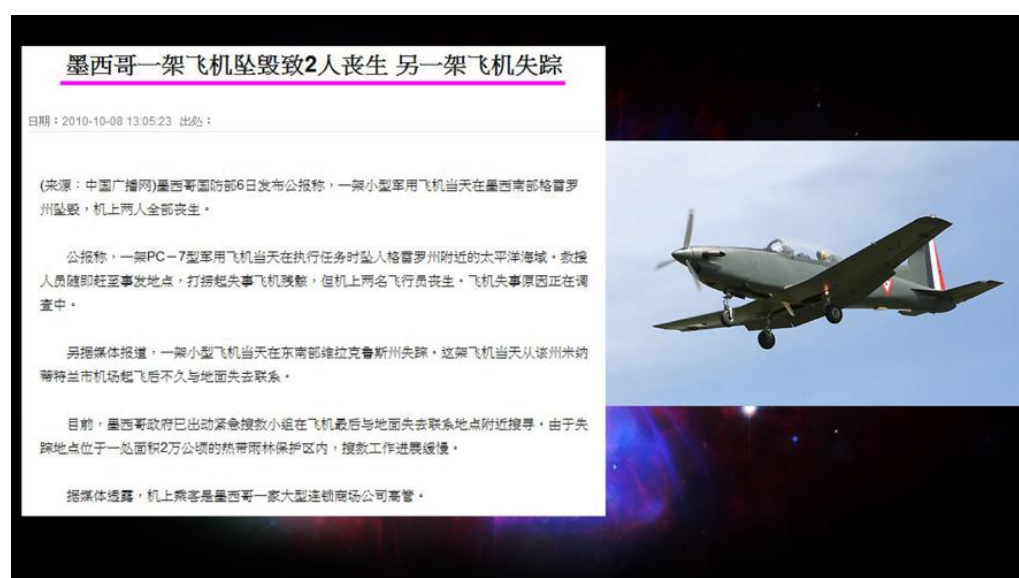 墨西哥一架飞机坠毁致2人丧生 另一架飞机失踪
日期：2010-10-08 13:05:23 出处：
(来源：中国广播网)墨西哥国防部6日发布公报称，一架小型军用飞机当天在墨西南部格雷罗
州坠毁，机上两人全部丧生。
公报称，一架PC－7型军用飞机当天在执行任务时坠入格雷罗州附近的太平洋海域。救援
人员随即赶至事发地点，打捞起失事飞机残骸，但机上两名飞行员丧生。飞机失事原因正在调
查中。
另据媒体报道，一架小型飞机当天在东南部维拉克鲁斯州失踪。这架飞机当天从该州米纳
蒂特兰市机场起飞后不久与地面失去联系。
目前，墨西哥政府已出动紧急搜救小组在飞机最后与地面失去联系地点附近搜寻。由于失
踪地点位于一处面积2万公顷的热带雨林保护区内，搜救工作进展缓慢。
据媒体透露，机上乘客是墨西哥一家大型连锁商场公司高管。